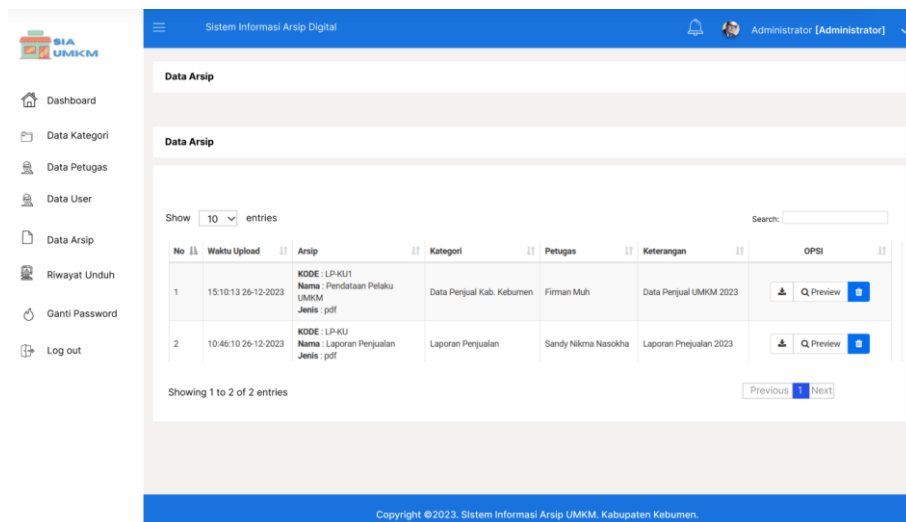 SIA
UMKM
Sistem Informasi Arsip Digital
Administrator [Administrator]
Dashboard
Data Kategori
Data Petugas
Data User
Data Arsip
Riwayat Unduh
Ganti Password
Log out
Data Arsip
Data Arsip
Show 10 entries
Search:
No Waktu Upload Arsip Kategori Petugas Keterangan OPSI
1 15:10:13 26-12-2023 KODE : LP-KU1
Nama : Pendataan Pelaku
UMKM
Jenis : pdf
Data Penjual Kab. Kebumen Firman Muh Data Penjual UMKM 2023 Preview
2 10:46:10 26-12-2023 KODE : LP-KU
Nama : Laporan Penjualan
Jenis : pdf
Laporan Penjualan Sandy Nikma Nasokha Laporan Pnejualan 2023 Preview
Showing 1 to 2 of 2 entries
Previous 1 Next
Copyright ©2023. SIstem Informasi Arsip UMKM. Kabupaten Kebumen.